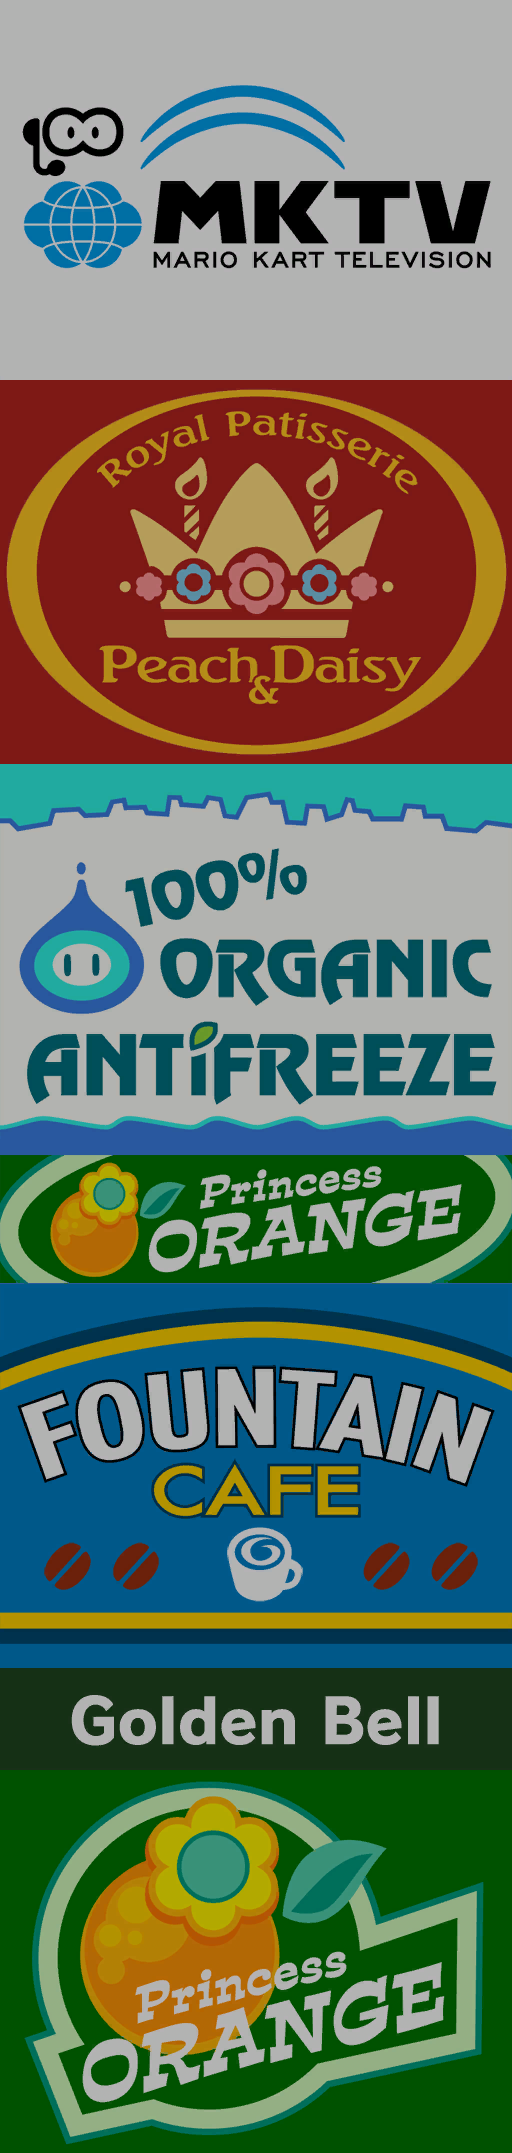 MKTV
MARIO KART TELEVISION
Royal Patisserie
Peach & Daisy
100%
ORGANIC
ANTIFREEZE
Princess
ORANGE
FOUNTAIN
CAFE
Golden Bell
Princess
ORANGE